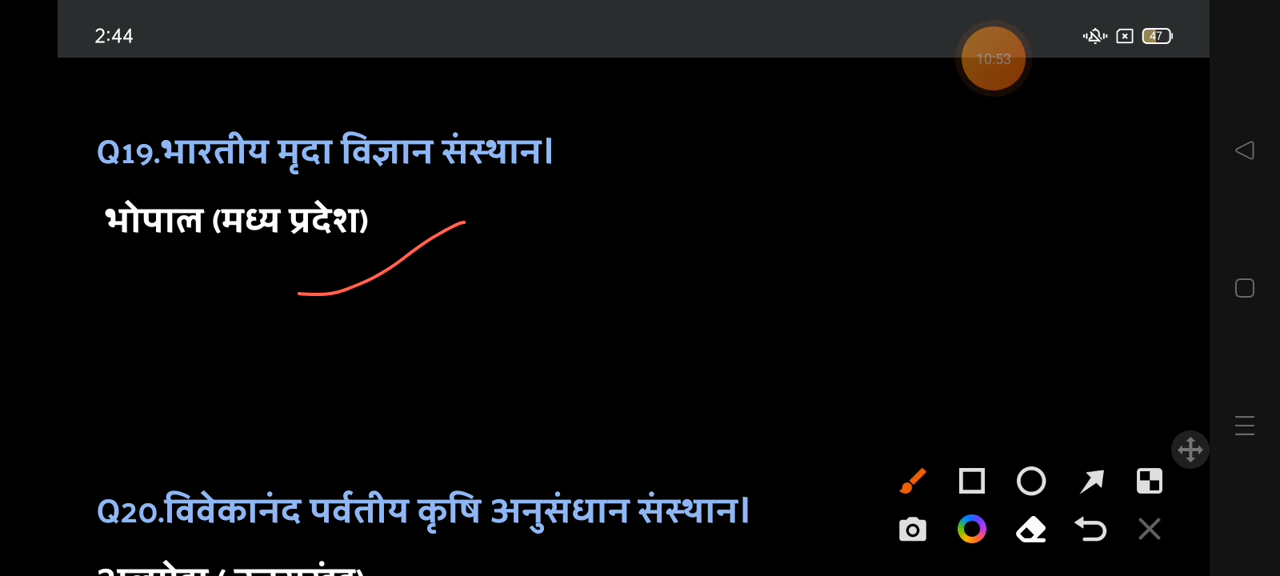 2:44
47
10:53
Q19.भारतीय मृदा विज्ञान संस्थान।
भोपाल (मध्य प्रदेश)
Q20.विवेकानंद पर्वतीय कृषि अनुसंधान संस्थान।